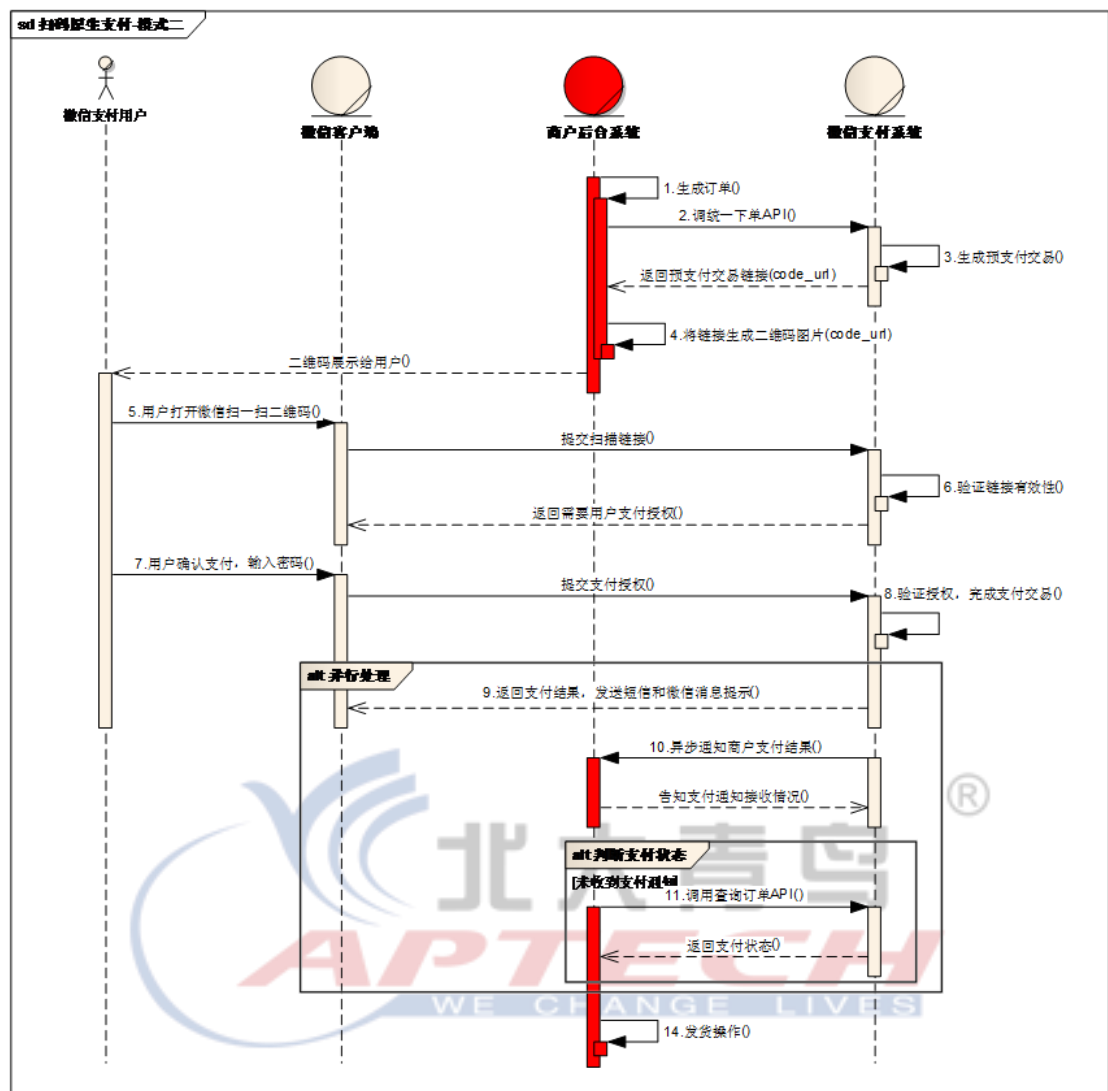 sd 扫码原生支付-模式二
微信支付用户
微信客户端
商户后台系统
微信支付系统
1.生成订单()
2.调统一下单API()
3.生成预支付交易()
返回预支付交易链接(code_url)
4.将链接生成二维码图片(code_url)
二维码展示给用户()
5.用户打开微信扫一扫二维码()
提交扫描链接()
6.验证链接有效性()
返回需要用户支付授权()
7.用户确认支付，输入密码()
提交支付授权()
8.验证授权，完成支付交易()
alt 并行处理
9.返回支付结果，发送短信和微信消息提示()
10.异步通知商户支付结果()
告知支付通知接收情况()
alt 判断支付状态
[未收到支付通知]
11.调用查询订单API()
返回支付状态()
14.发货操作()
北大青鸟®
APTECH
WE CHANGE LIVES